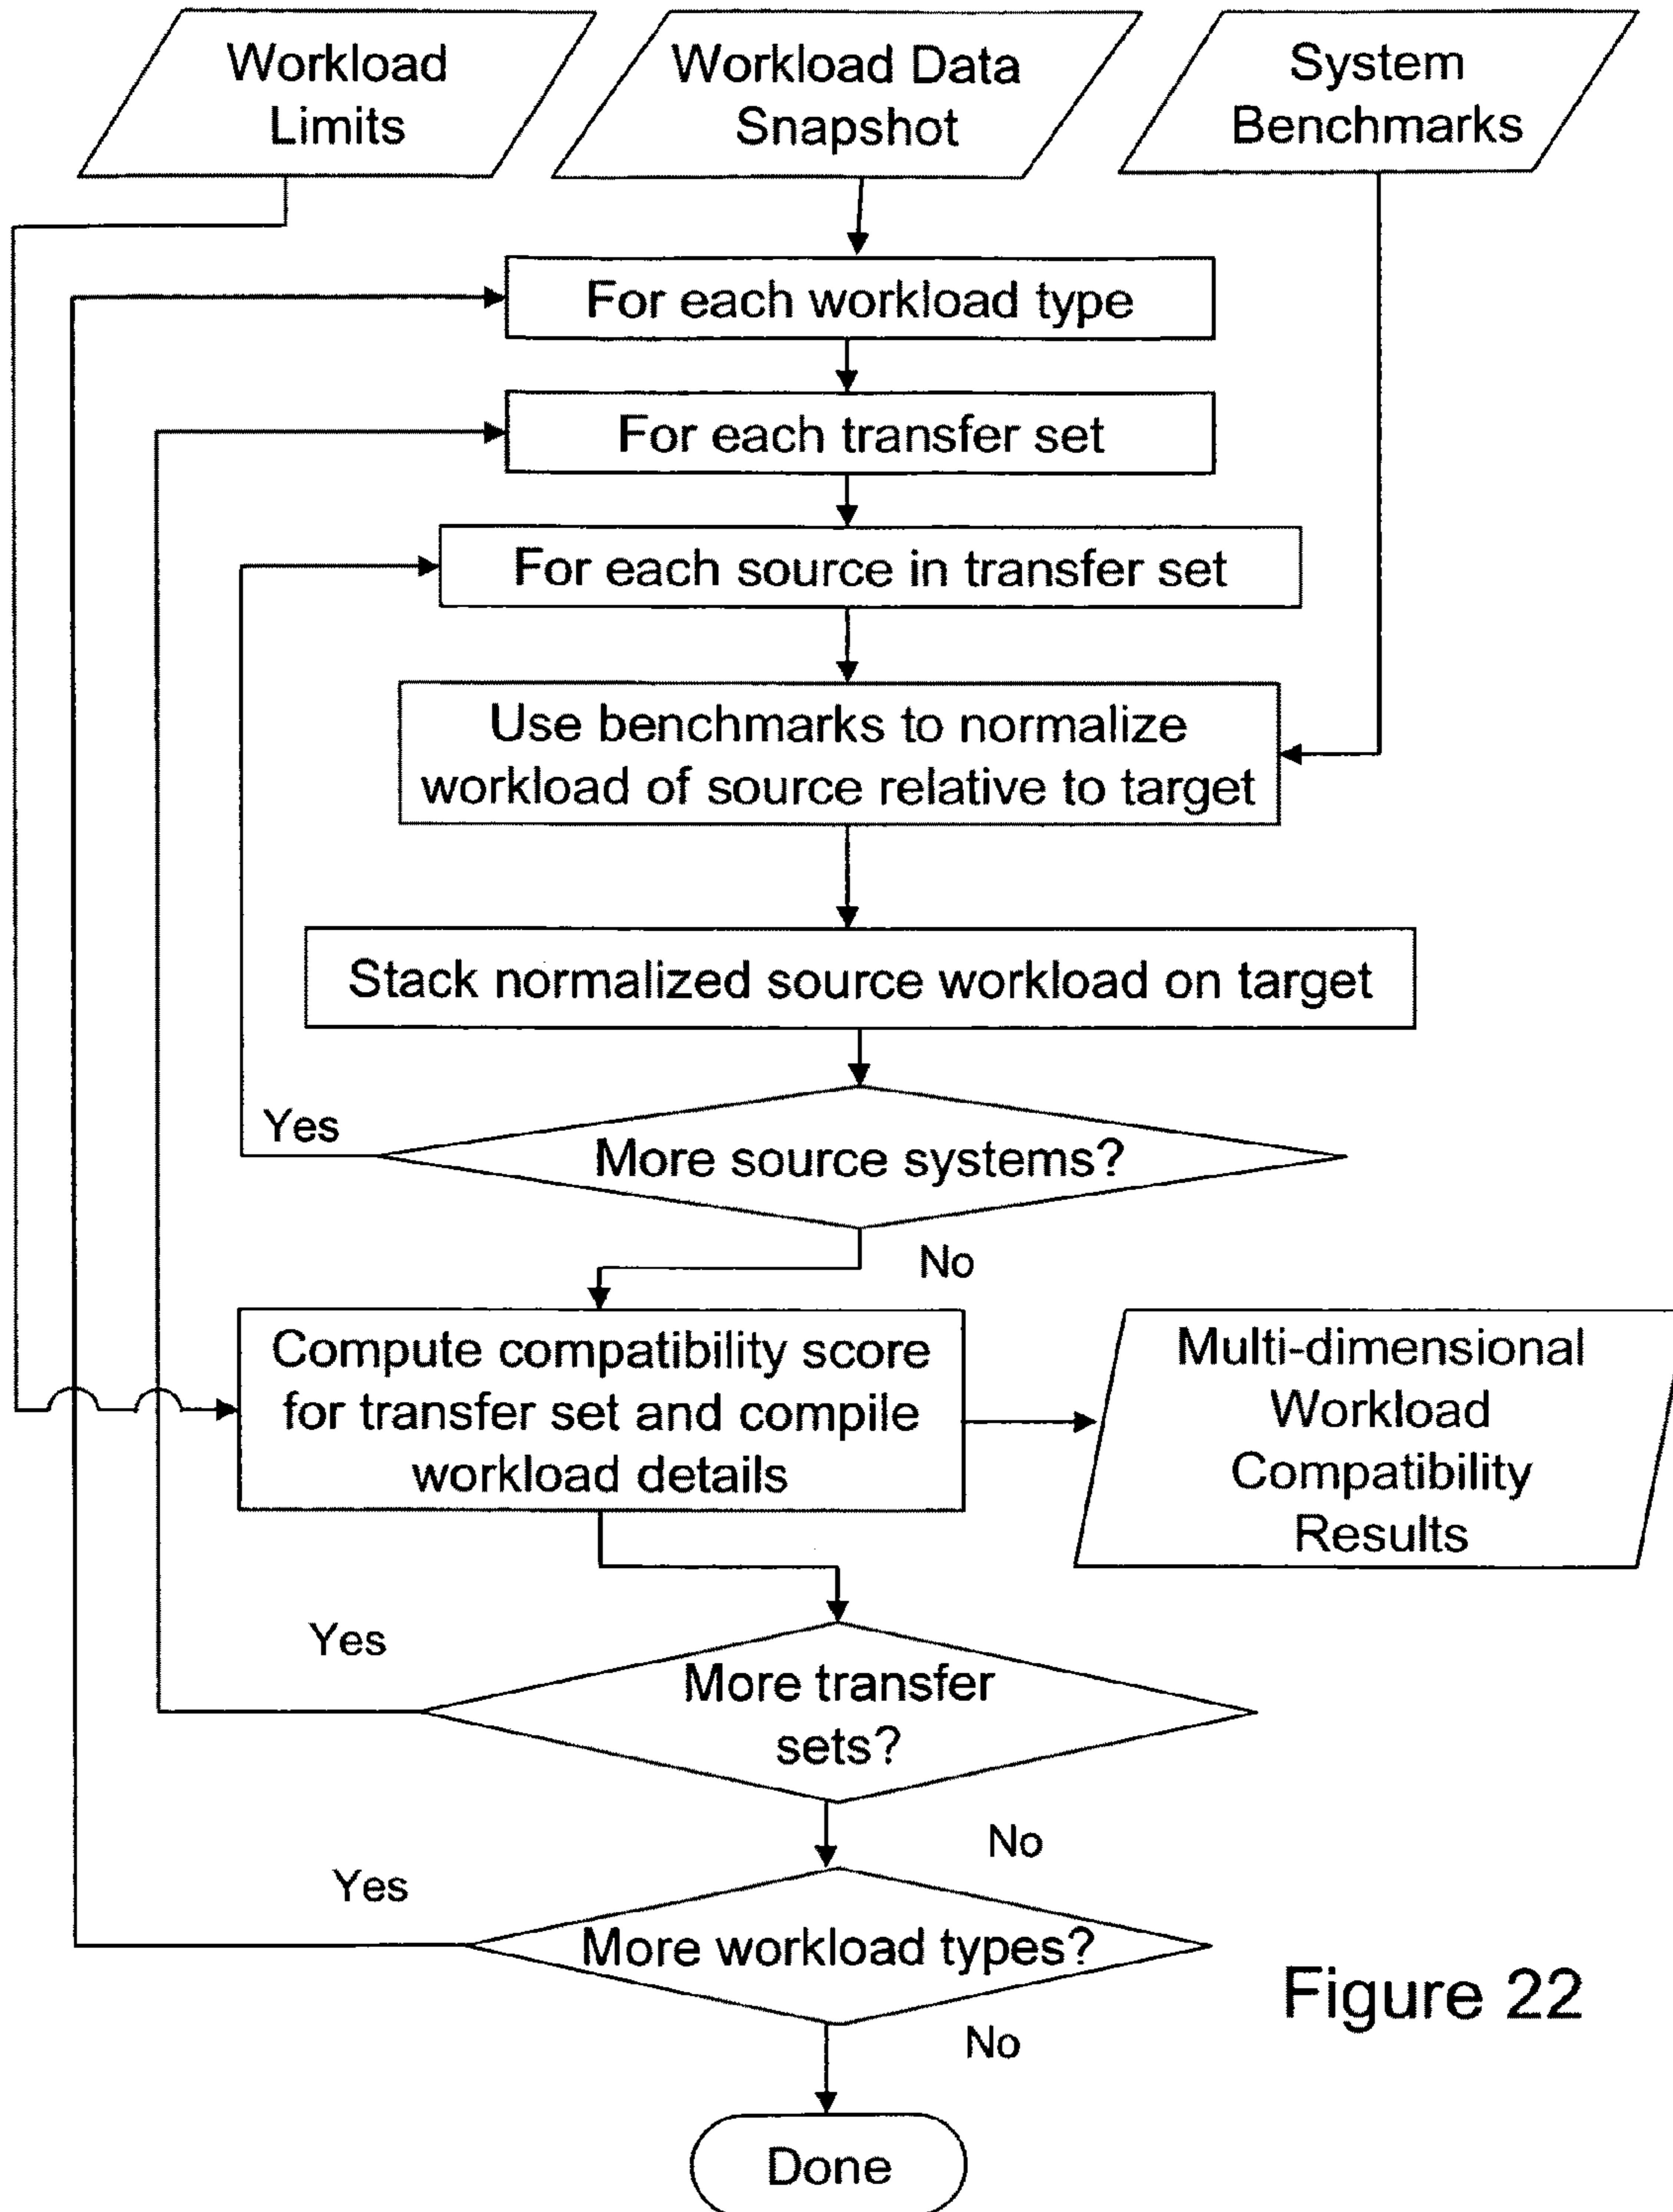 Workload
Limits
Workload Data
Snapshot
System
Benchmarks
For each workload type
For each transfer set
For each source in transfer set
Use benchmarks to normalize
workload of source relative to target
Stack normalized source workload on target
Yes
More source systems?
No
Compute compatibility score
for transfer set and compile
workload details
Multi-dimensional
Workload
Compatibility
Results
Yes
More transfer
sets?
No
Yes
More workload types?
No
Figure 22
Done